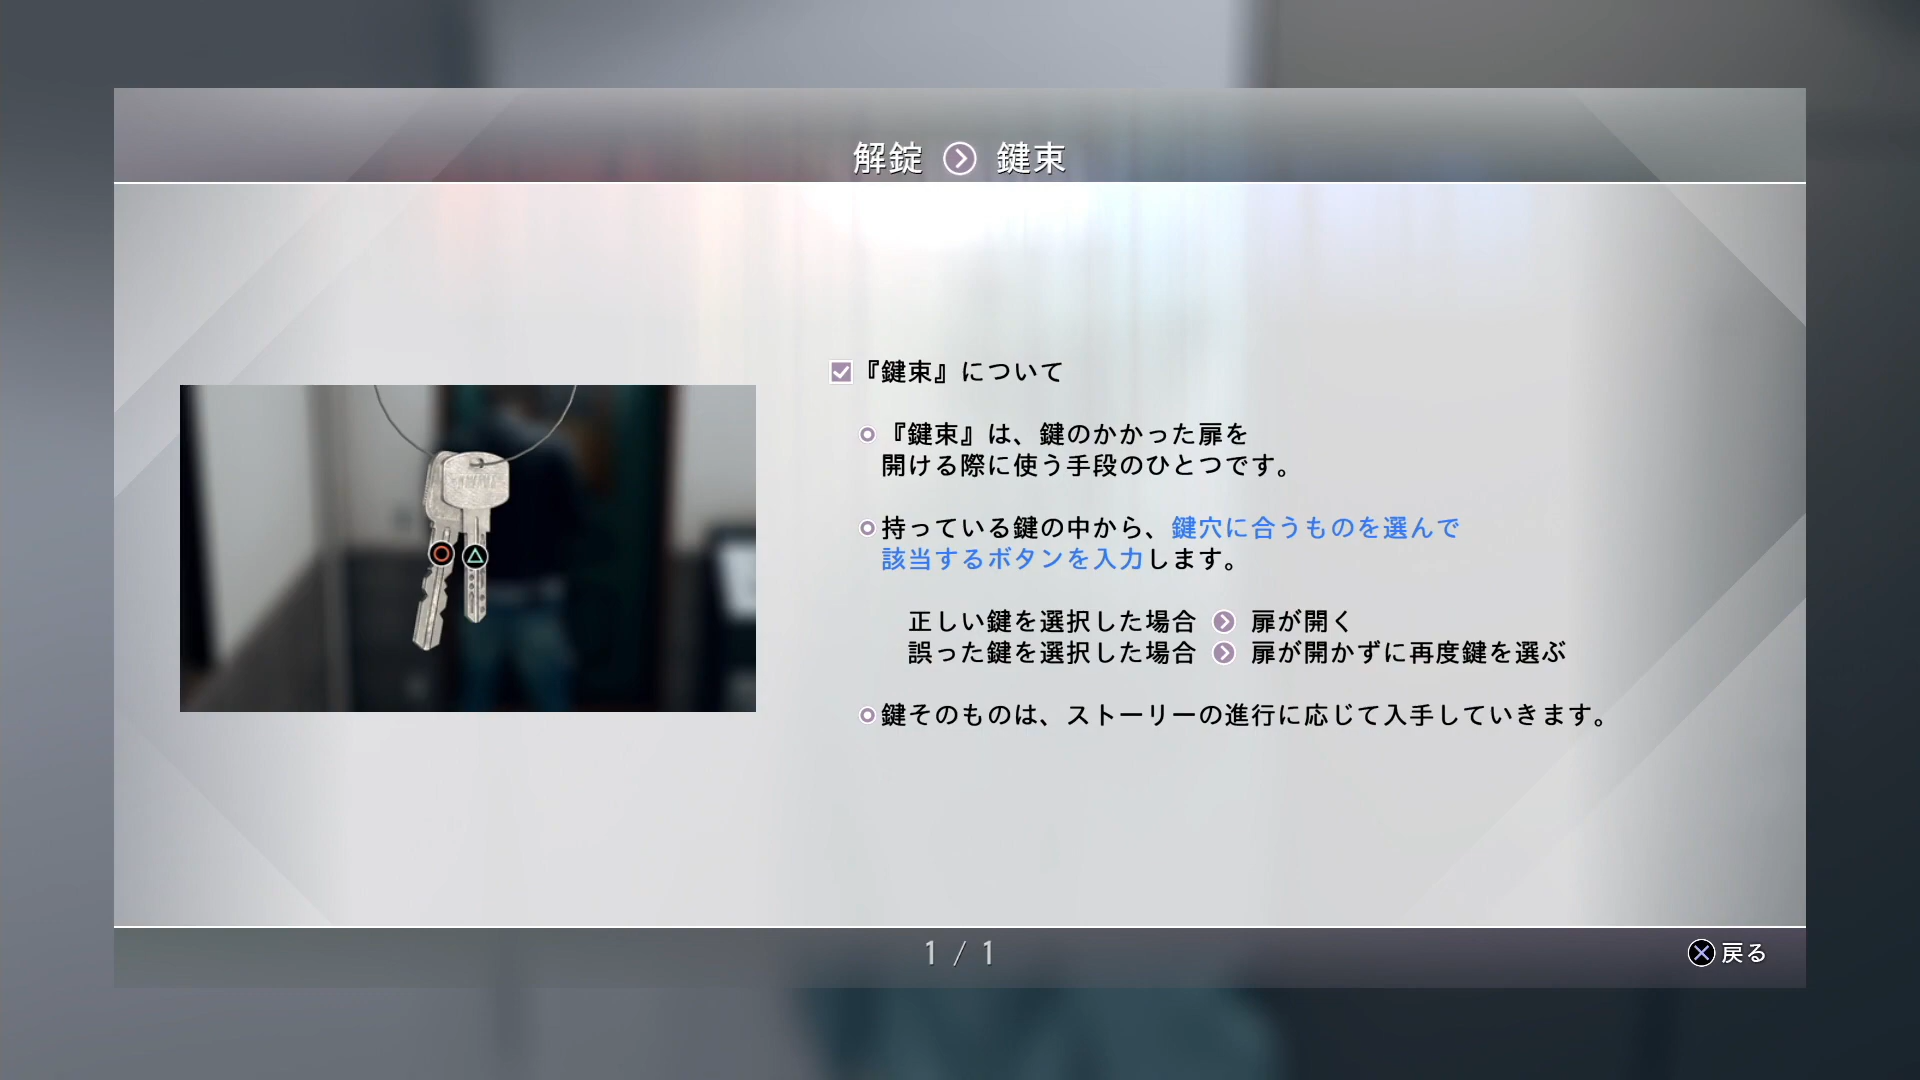 解錠 鍵束
『鍵束』について
『鍵束』は、鍵のかかった扉を
開ける際に使う手段のひとつです。
持っている鍵の中から、鍵穴に合うものを選んで
該当するボタンを入力します。
正しい鍵を選択した場合 扉が開く
誤った鍵を選択した場合 扉が開かずに再度鍵を選ぶ
鍵そのものは、ストーリーの進行に応じて入手していきます。
1 / 1
戻る